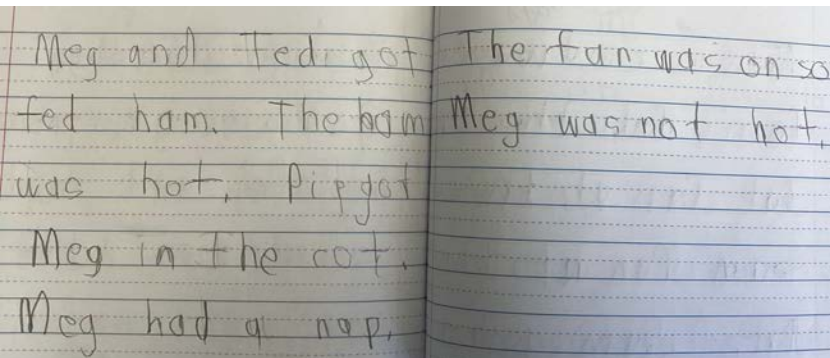 Meg and Ted got
fed ham. The bam
was hot. Pip got
Meg in the cot.
Meg had a nap.
The fan was on so
Meg was not hot.